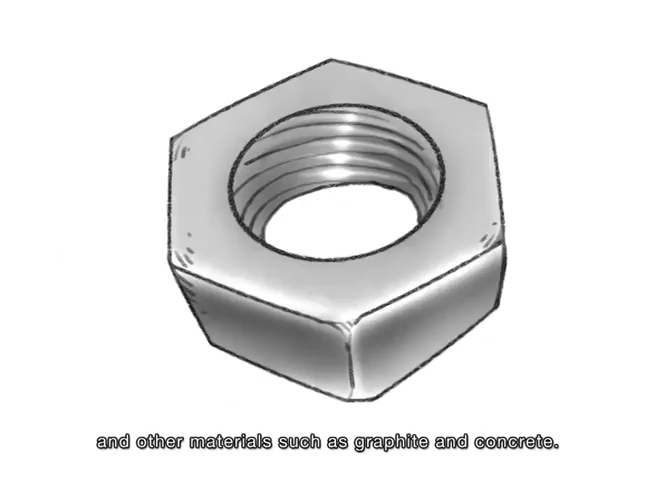 and other materials such as graphite and concrete.